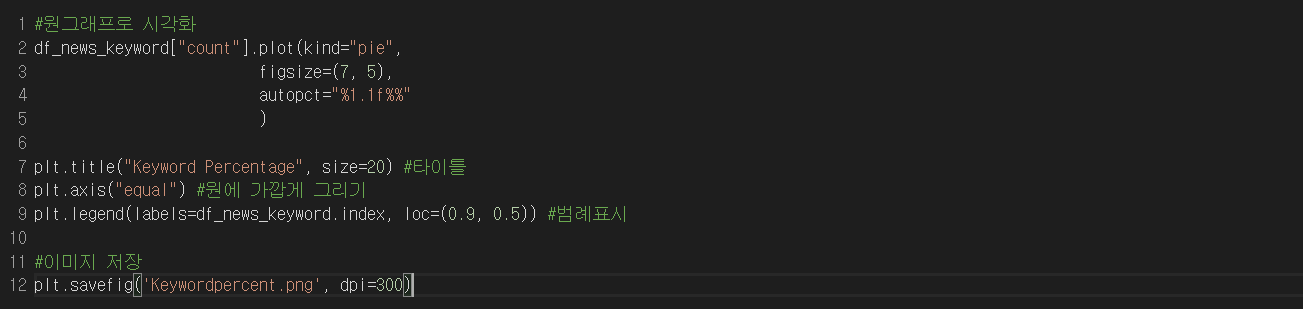 1 #원그래프로 시각화
2 df_news_keyword["count"].plot(kind="pie",
3 figsize=(7, 5),
4 autopct="%1.1f%%"
5 )
6
7 plt.title("Keyword Percentage", size=20) #타이틀
8 plt.axis("equal") #원에 가깝게 그리기
9 plt.legend(labels=df_news_keyword.index, loc=(0.9, 0.5)) #범례표시
10
11 #이미지 저장
12 plt.savefig('Keywordpercent.png', dpi=300)